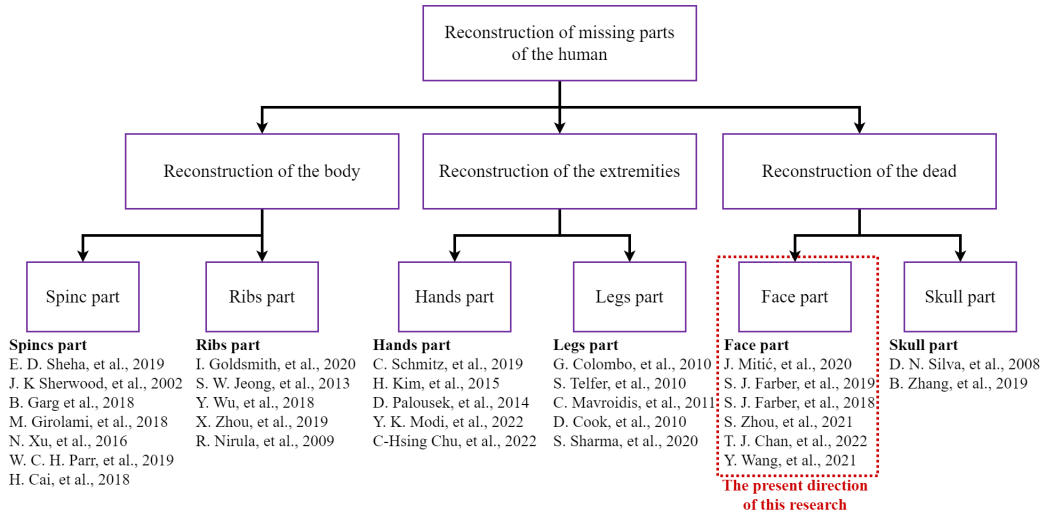 Reconstruction of missing parts
of the human
Reconstruction of the body
Reconstruction of the extremities
Reconstruction of the dead
Spinc part
Ribs part
Hands part
Legs part
Face part
Skull part
Spincs part
E. D. Sheha, et al., 2019
J. K Sherwood, et al., 2002
B. Garg et al., 2018
M. Girolami, et al., 2018
N. Xu, et al., 2016
W. C. H. Parr, et al., 2019
H. Cai, et al., 2018
Ribs part
I. Goldsmith, et al., 2020
S. W. Jeong, et al., 2013
Y. Wu, et al., 2018
X. Zhou, et al., 2019
R. Nirula, et al., 2009
Hands part
C. Schmitz, et al., 2019
H. Kim, et al., 2015
D. Palousek, et al., 2014
Y. K. Modi, et al., 2022
C-Hsing Chu, et al., 2022
Legs part
G. Colombo, et al., 2010
S. Telfer, et al., 2010
C. Mavroidis, et al., 2011
D. Cook, et al., 2010
S. Sharma, et al., 2020
Face part
J. Mitić, et al., 2020
S. J. Farber, et al., 2019
S. J. Farber, et al., 2018
S. Zhou, et al., 2021
T. J. Chan, et al., 2022
Y. Wang, et al., 2021
The present direction
of this research
Skull part
D. N. Silva, et al., 2008
B. Zhang, et al., 2019